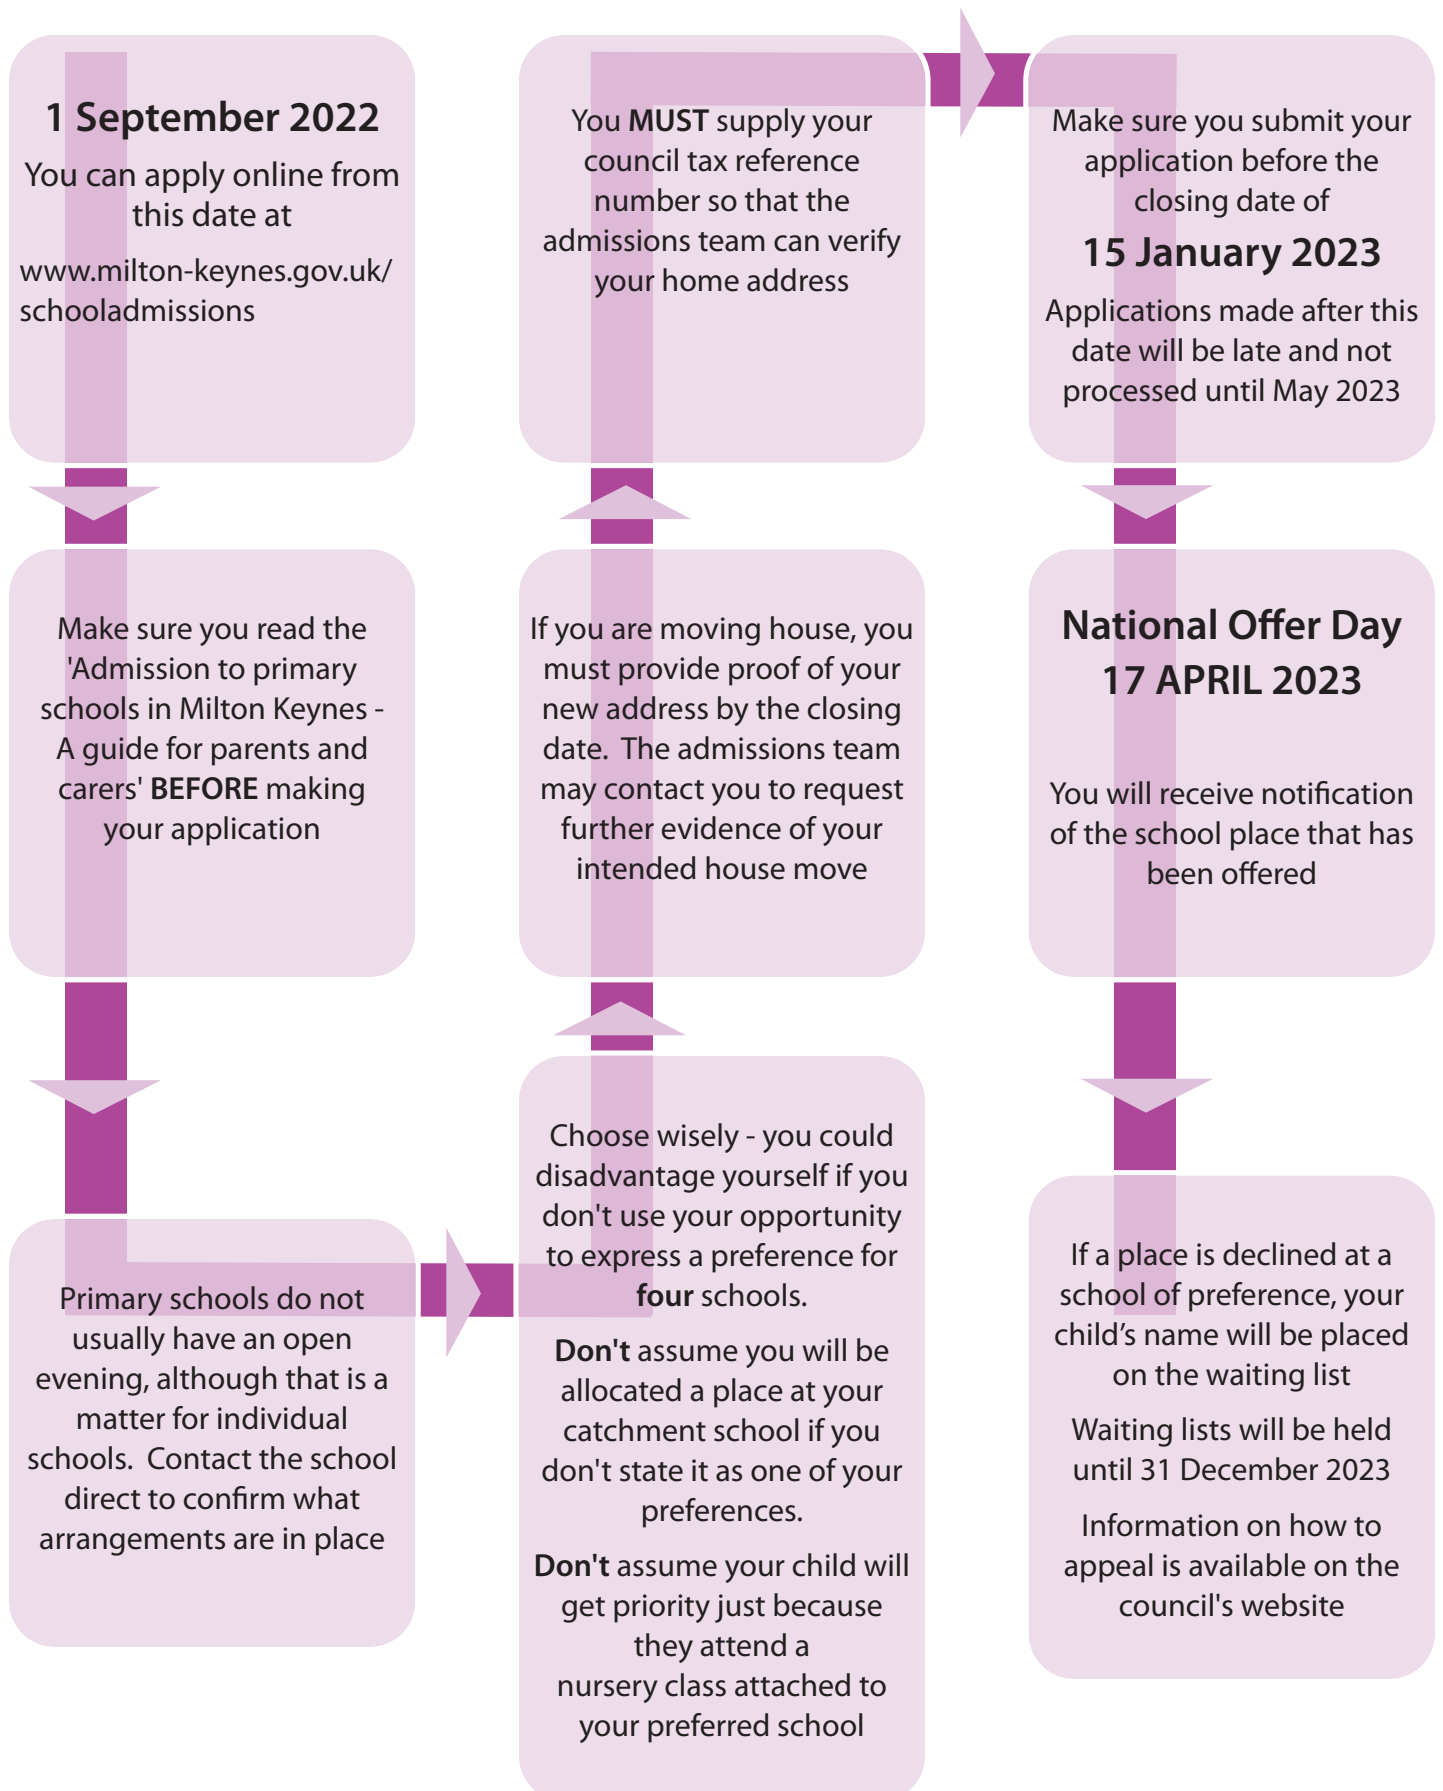 1 September 2022
You can apply online from
this date at
www.milton-keynes.gov.uk/
schooladmissions
Make sure you read the
'Admission to primary
schools in Milton Keynes -
A guide for parents and
carers' BEFORE making
your application
Primary schools do not
usually have an open
evening, although that is a
matter for individual
schools.  Contact the school
direct to confirm what
arrangements are in place
Choose wisely - you could
disadvantage yourself if you
don't use your opportunity
to express a preference for
four schools.
Don't assume you will be
allocated a place at your
catchment school if you
don't state it as one of your
preferences.
Don't assume your child will
get priority just because
they attend a
nursery class attached to
your preferred school
If you are moving house, you
must provide proof of your
new address by the closing
date.  The admissions team
may contact you to request
further evidence of your
intended house move
You MUST supply your
council tax reference
number so that the
admissions team can verify
your home address
Make sure you submit your
application before the
closing date of
15 January 2023
Applications made after this
date will be late and not
processed until May 2023
National Offer Day
17 APRIL 2023
You will receive notification
of the school place that has
been offered
If a place is declined at a
school of preference, your
child’s name will be placed
on the waiting list
Waiting lists will be held
until 31 December 2023
Information on how to
appeal is available on the
council's website